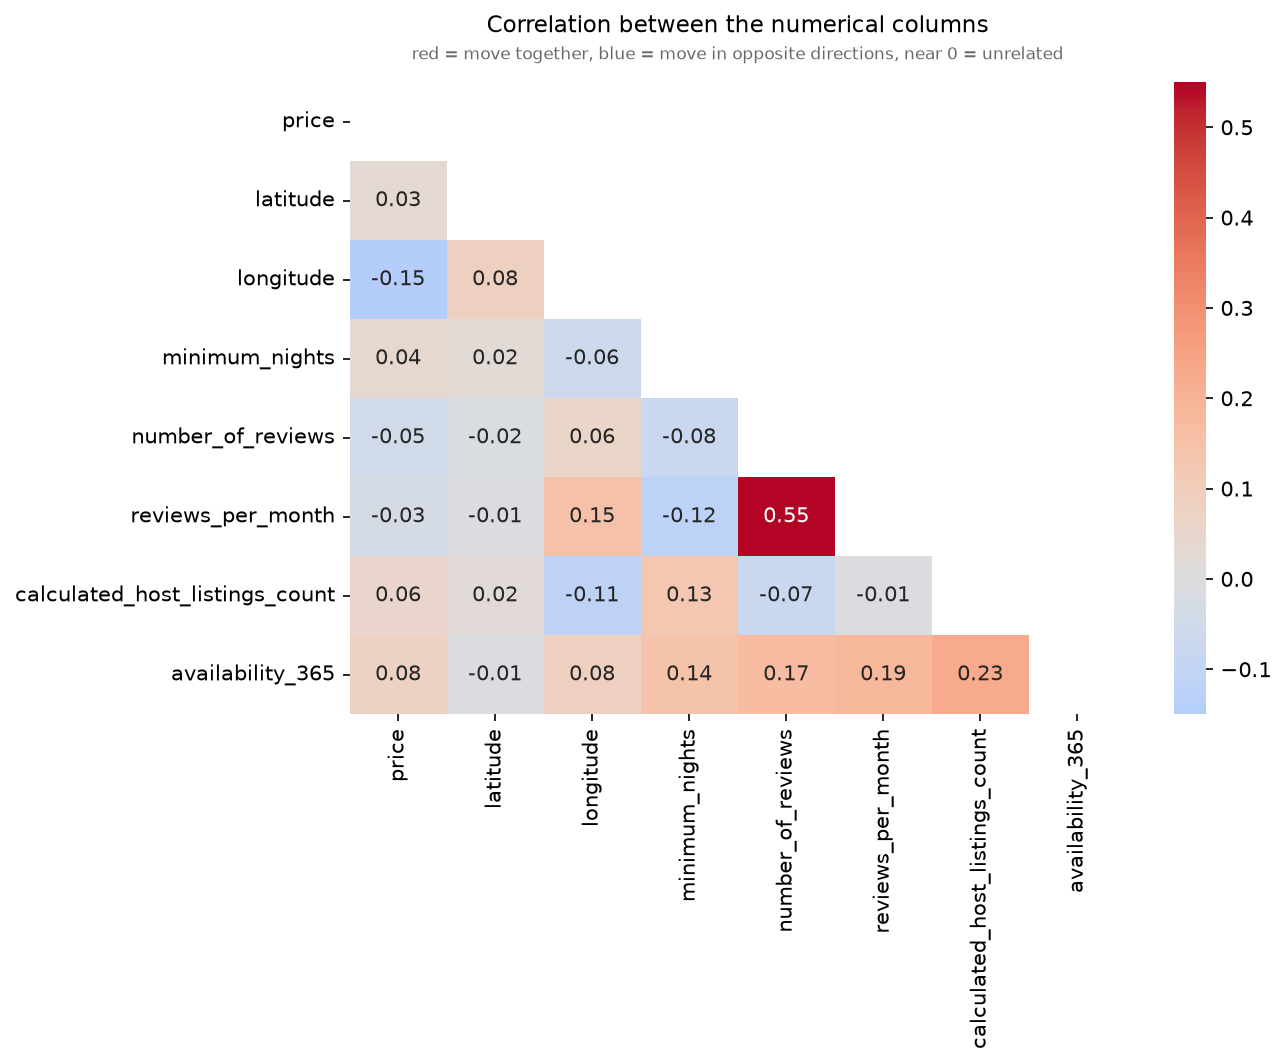 Correlation between the numerical columns
red = move together, blue = move in opposite directions, near 0 = unrelated
price
latitude 0.03
longitude -0.15 0.08
minimum_nights 0.04 0.02 -0.06
number_of_reviews -0.05 -0.02 0.06 -0.08
reviews_per_month -0.03 -0.01 0.15 -0.12 0.55
calculated_host_listings_count 0.06 0.02 -0.11 0.13 -0.07 -0.01
availability_365 0.08 -0.01 0.08 0.14 0.17 0.19 0.23
price
latitude
longitude
minimum_nights
number_of_reviews
reviews_per_month
calculated_host_listings_count
availability_365
0.5
0.4
0.3
0.2
0.1
0.0
−0.1